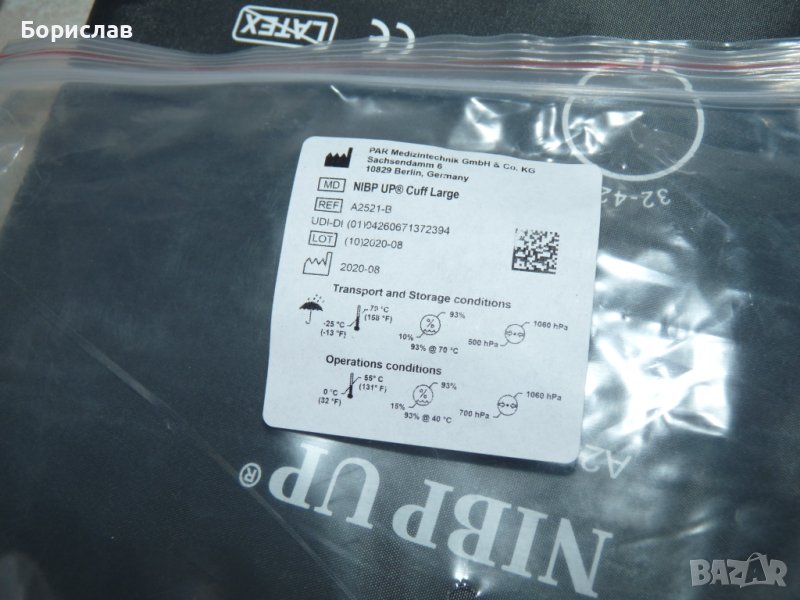 Борислав
LATEX
CE
32-42
PAR Medizintechnik GmbH & Co. KG
Sachsendamm 6
10829 Berlin, Germany
MD NIBP UP® Cuff Large
REF A2521-B
UDI-DI (01)04260671372394
LOT (10)2020-08
2020-08
Transport and Storage conditions
-25 °C
(-13 °F)
70 °C
(158 °F)
10%
%
93%
93% @ 70 °C
500 hPa
1060 hPa
Operations conditions
0 °C
(32 °F)
55° C
(131° F)
15%
%
93%
93% @ 40 °C
700 hPa
1060 hPa
NIBP UP®
BAZAR